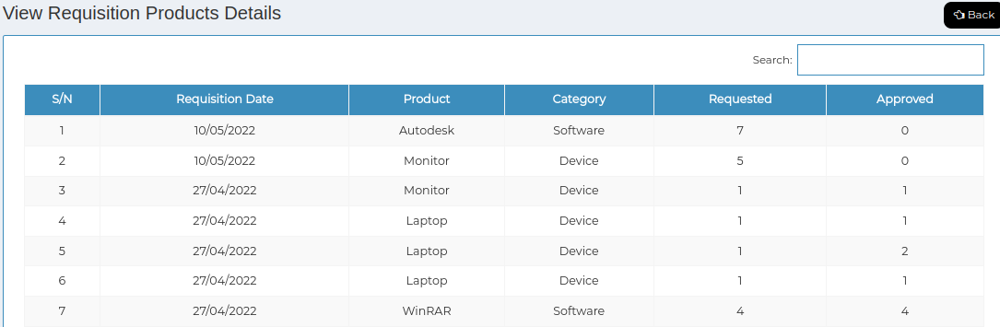 View Requisition Products Details
Back
Search:
S/N Requisition Date Product Category Requested Approved
1 10/05/2022 Autodesk Software 7 0
2 10/05/2022 Monitor Device 5 0
3 27/04/2022 Monitor Device 1 1
4 27/04/2022 Laptop Device 1 1
5 27/04/2022 Laptop Device 1 2
6 27/04/2022 Laptop Device 1 1
7 27/04/2022 WinRAR Software 4 4